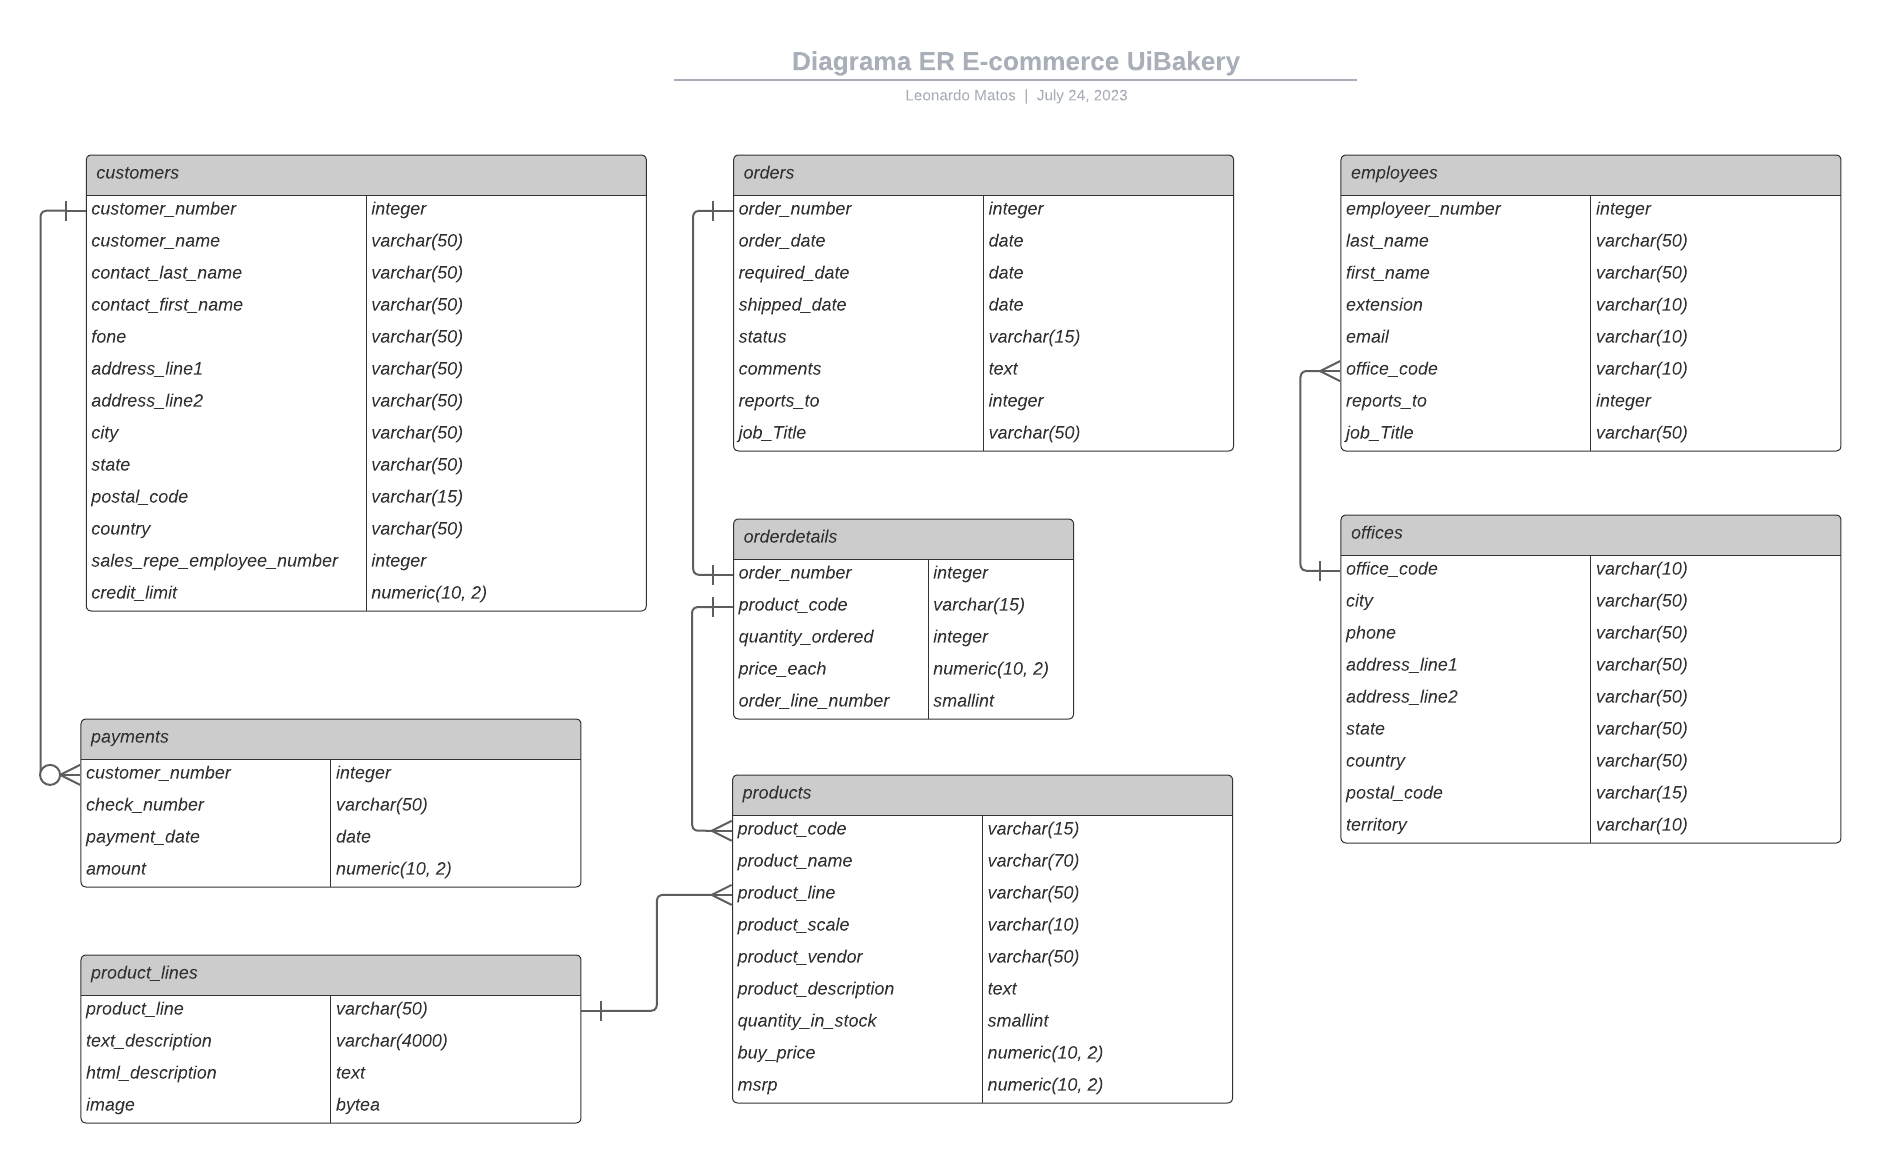 Diagrama ER E-commerce UiBakery
Leonardo Matos | July 24, 2023
customers
customer_number integer
customer_name varchar(50)
contact_last_name varchar(50)
contact_first_name varchar(50)
fone varchar(50)
address_line1 varchar(50)
address_line2 varchar(50)
city varchar(50)
state varchar(50)
postal_code varchar(15)
country varchar(50)
sales_repe_employee_number integer
credit_limit numeric(10, 2)
payments
customer_number integer
check_number varchar(50)
payment_date date
amount numeric(10, 2)
product_lines
product_line varchar(50)
text_description varchar(4000)
html_description text
image bytea
orders
order_number integer
order_date date
required_date date
shipped_date date
status varchar(15)
comments text
reports_to integer
job_Title varchar(50)
orderdetails
order_number integer
product_code varchar(15)
quantity_ordered integer
price_each numeric(10, 2)
order_line_number smallint
products
product_code varchar(15)
product_name varchar(70)
product_line varchar(50)
product_scale varchar(10)
product_vendor varchar(50)
product_description text
quantity_in_stock smallint
buy_price numeric(10, 2)
msrp numeric(10, 2)
employees
employeer_number integer
last_name varchar(50)
first_name varchar(50)
extension varchar(10)
email varchar(10)
office_code varchar(10)
reports_to integer
job_Title varchar(50)
offices
office_code varchar(10)
city varchar(50)
phone varchar(50)
address_line1 varchar(50)
address_line2 varchar(50)
state varchar(50)
country varchar(50)
postal_code varchar(15)
territory varchar(10)